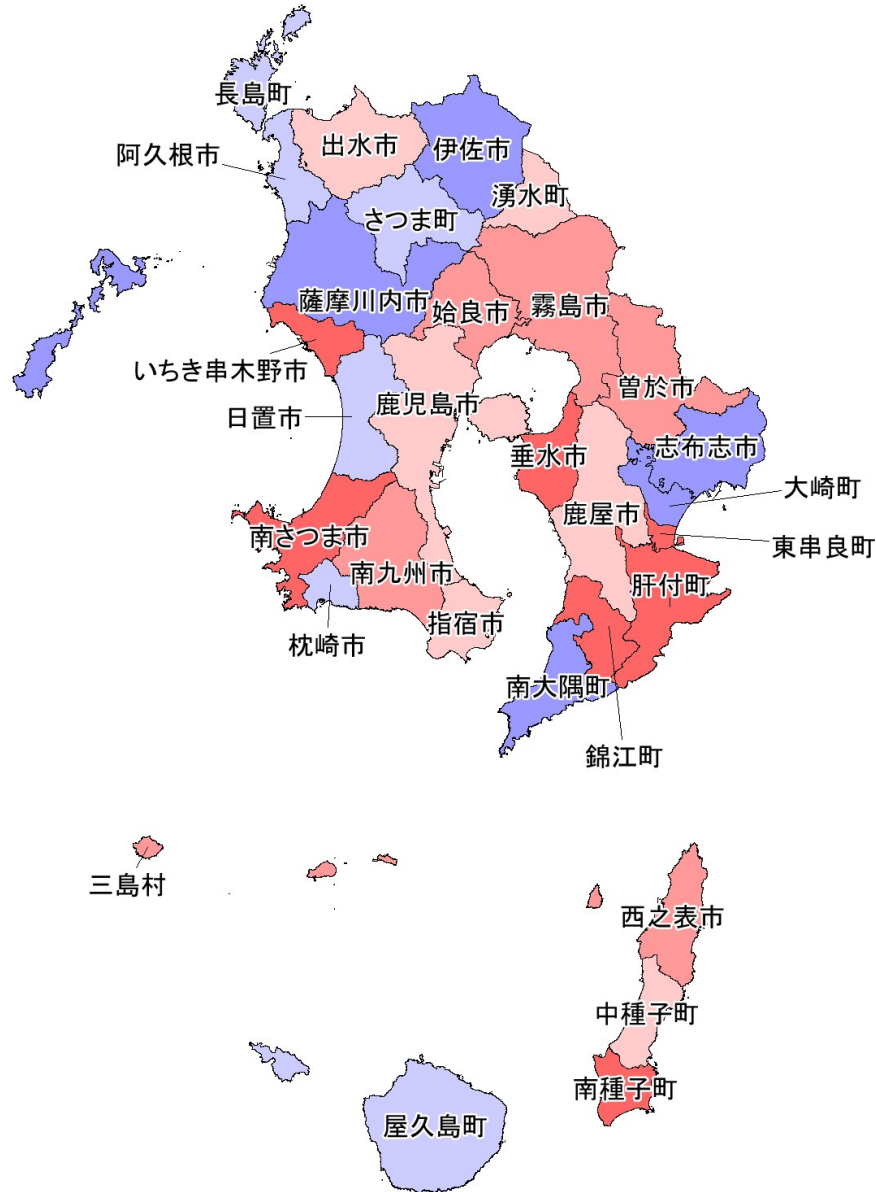 長島町
出水市
伊佐市
阿久根市
湧水町
さつま町
薩摩川内市
姶良市
霧島市
いちき串木野市
曽於市
日置市
鹿児島市
垂水市
志布志市
大崎町
鹿屋市
南さつま市
東串良町
南九州市
肝付町
指宿市
枕崎市
南大隅町
錦江町
三島村
西之表市
中種子町
南種子町
屋久島町